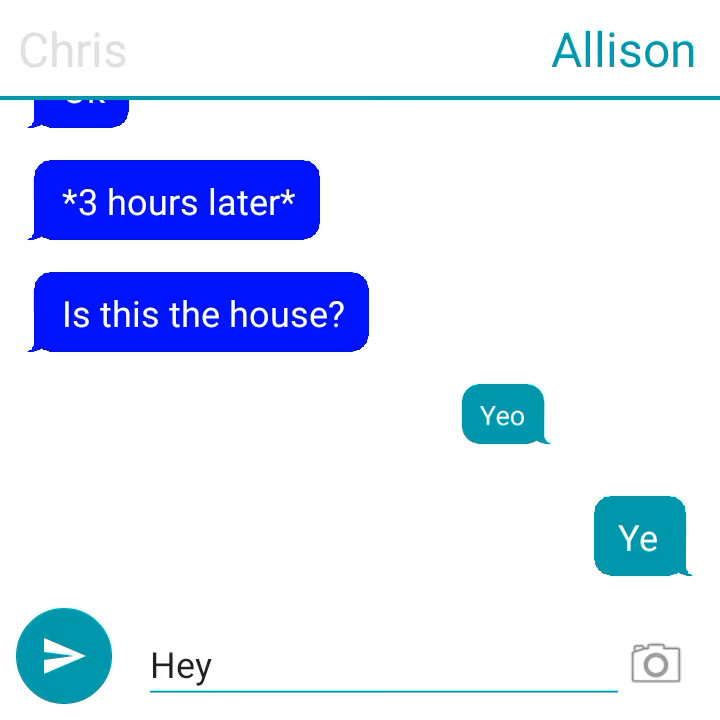 Chris
Allison
*3 hours later*
Is this the house?
Yeo
Ye
Hey